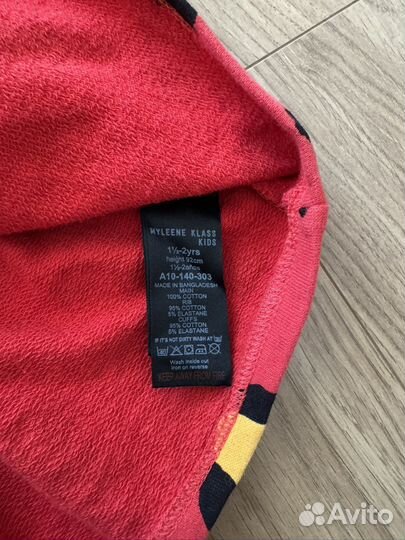 MYLEENE KLASS
KIDS
1½-2yrs
height 92cm
1½-2años
A10-140-303
MADE IN BANGLADESH
MAIN
100% COTTON
RIB
95% COTTON
5% ELASTANE
CUFFS
95% COTTON
5% ELASTANE
IF IT'S NOT DIRTY WASH AT 30°
Wash inside out
iron on reverse
KEEP AWAY FROM FIRE
Avito